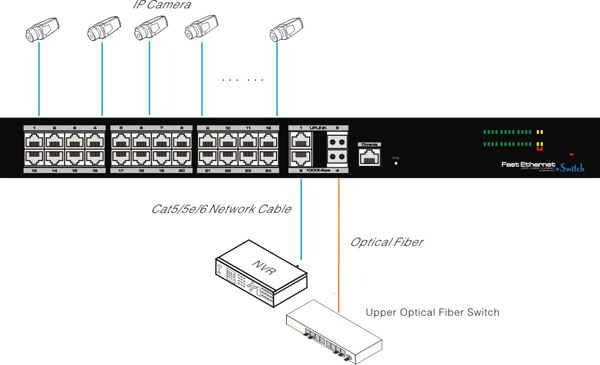 IP Camera
... ...
1 2 3 4 5 6 7 8 9 10 11 12 1 UPLINK
Console
13 14 15 16 17 18 19 20 21 22 23 24 1000Mbps 4
Fast Ethernet
Switch
Cat5/5e/6 Network Cable
Optical Fiber
NVR
Upper Optical Fiber Switch